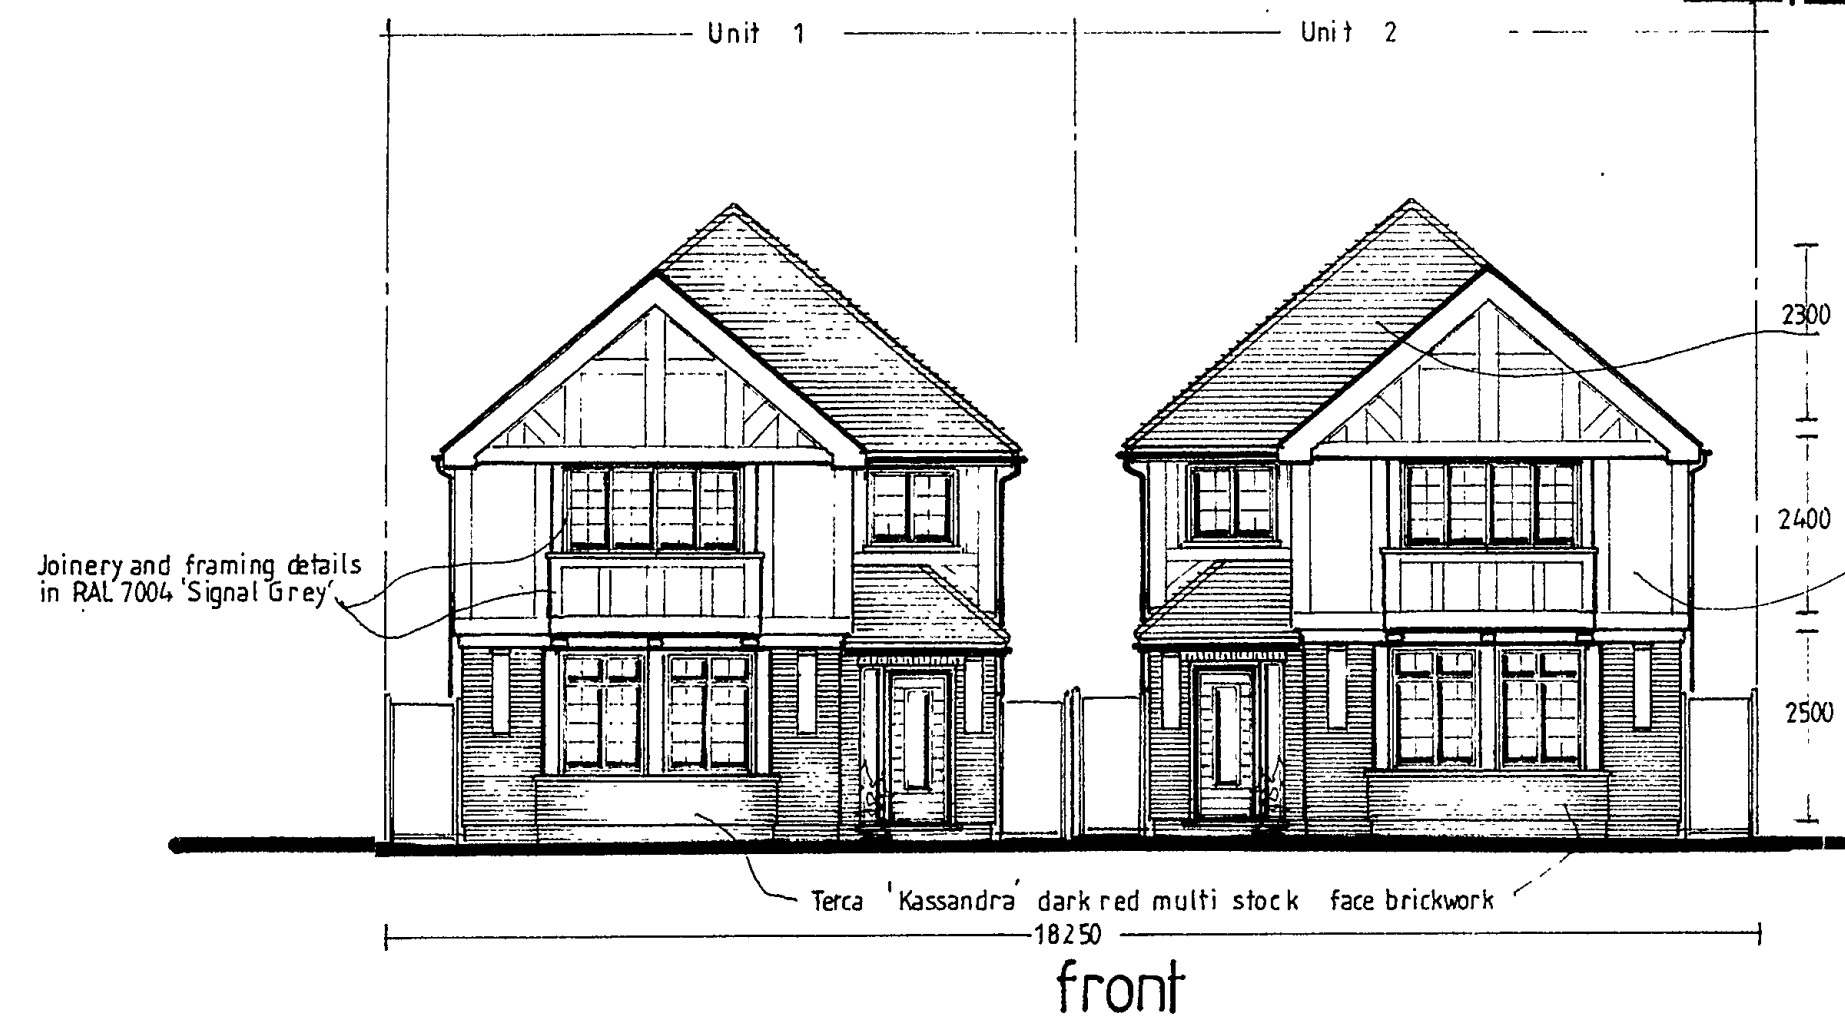 Unit 1
Unit 2
2300
2400
Joinery and framing details
in RAL 7004 'Signal Grey'
2500
Terca 'Kassandra' dark red multi stock face brickwork
18250
front